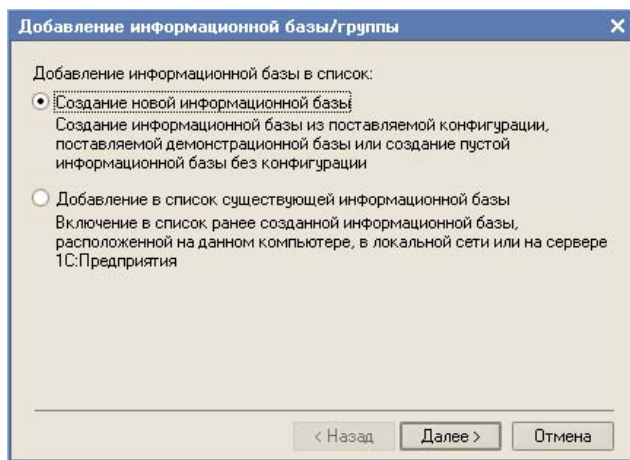 Добавление информационной базы/группы
Добавление информационной базы в список:
Создание новой информационной базы
Создание информационной базы из поставляемой конфигурации,
поставляемой демонстрационной базы или создание пустой
информационной базы без конфигурации
Добавление в список существующей информационной базы
Включение в список ранее созданной информационной базы,
расположенной на данном компьютере, в локальной сети или на сервере
1С:Предприятия
< Назад
Далее >
Отмена